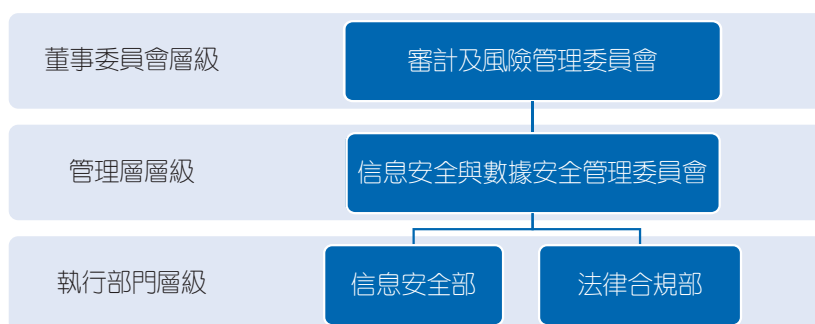 董事委員會層級
審計及風險管理委員會
管理層層級
信息安全與數據安全管理委員會
執行部門層級
信息安全部
法律合規部